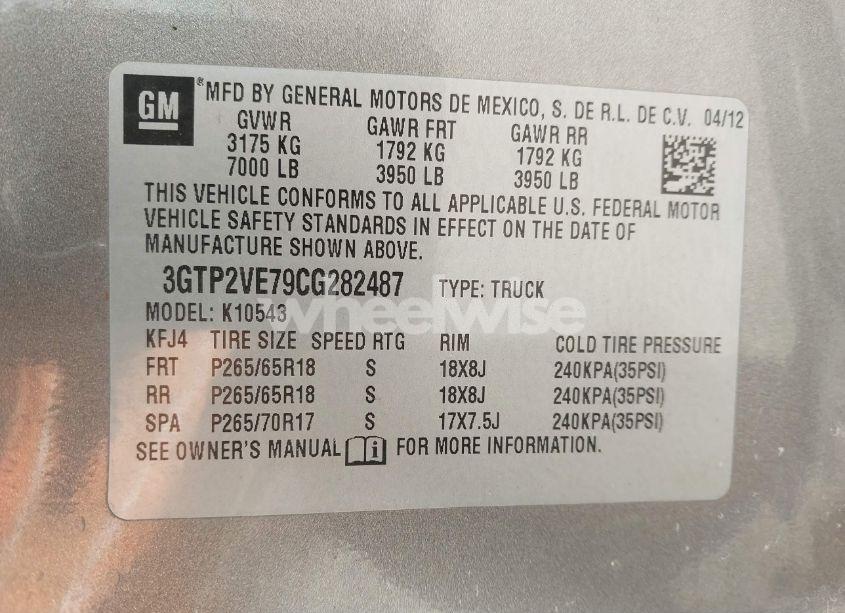 GM ® MFD BY GENERAL MOTORS DE MEXICO, S. DE R.L. DE C.V. 04/12
GVWR GAWR FRT GAWR RR
3175 KG 1792 KG 1792 KG
7000 LB 3950 LB 3950 LB
THIS VEHICLE CONFORMS TO ALL APPLICABLE U.S. FEDERAL MOTOR
VEHICLE SAFETY STANDARDS IN EFFECT ON THE DATE OF
MANUFACTURE SHOWN ABOVE.
3GTP2VE79CG282487 TYPE: TRUCK
MODEL: K10543
wheelwise
KFJ4 TIRE SIZE SPEED RTG RIM COLD TIRE PRESSURE
FRT P265/65R18 S 18X8J 240KPA(35PSI)
RR P265/65R18 S 18X8J 240KPA(35PSI)
SPA P265/70R17 S 17X7.5J 240KPA(35PSI)
SEE OWNER'S MANUAL i FOR MORE INFORMATION.